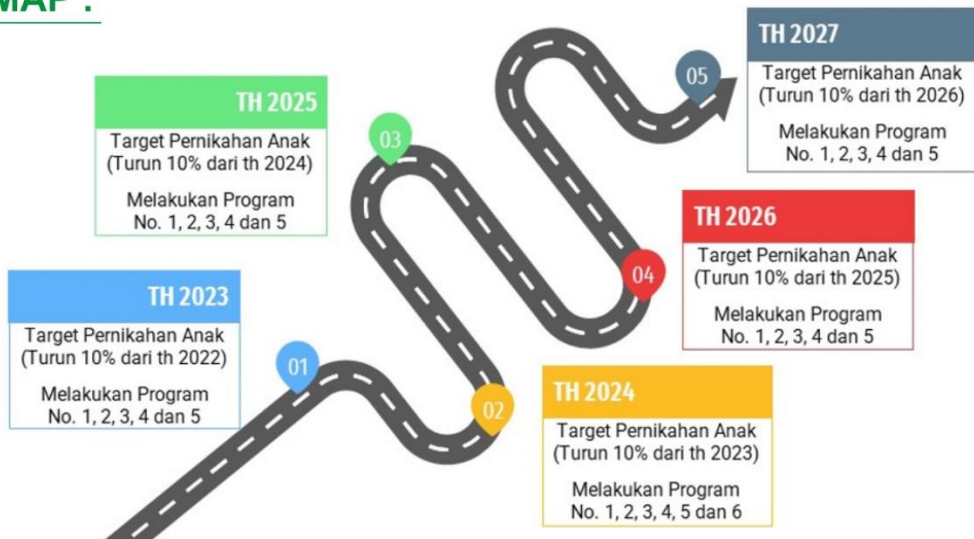 MAP :
TH 2023
Target Pernikahan Anak
(Turun 10% dari th 2022)
Melakukan Program
No. 1, 2, 3, 4 dan 5
01
TH 2024
Target Pernikahan Anak
(Turun 10% dari th 2023)
Melakukan Program
No. 1, 2, 3, 4, 5 dan 6
02
TH 2025
Target Pernikahan Anak
(Turun 10% dari th 2024)
Melakukan Program
No. 1, 2, 3, 4 dan 5
03
TH 2026
Target Pernikahan Anak
(Turun 10% dari th 2025)
Melakukan Program
No. 1, 2, 3, 4 dan 5
04
TH 2027
Target Pernikahan Anak
(Turun 10% dari th 2026)
Melakukan Program
No. 1, 2, 3, 4 dan 5
05